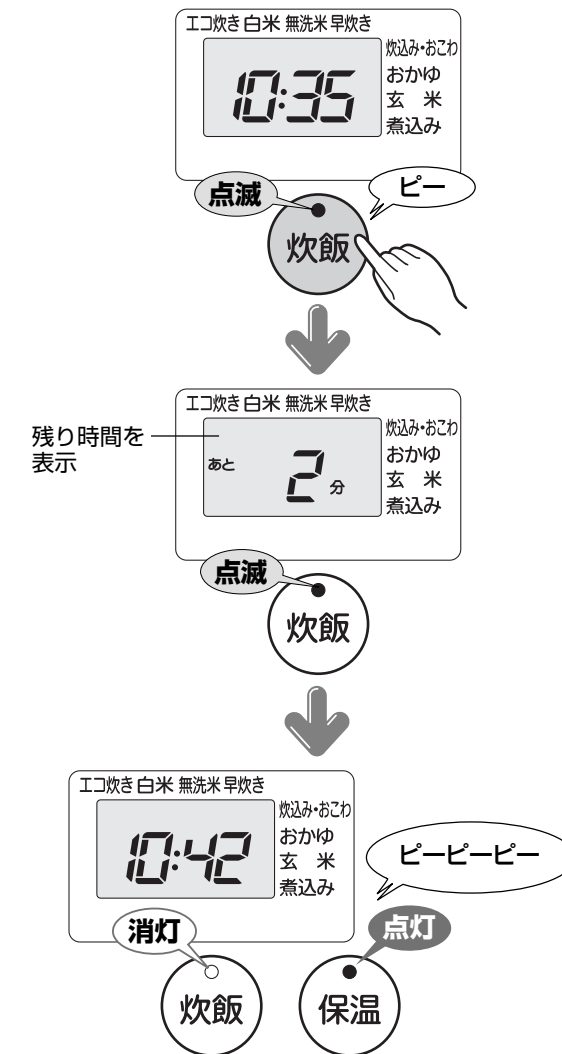 エコ炊き 白米 無洗米 早炊き
炊込み・おこわ
10:35
おかゆ
玄 米
煮込み
点滅
ピー
炊飯
エコ炊き 白米 無洗米 早炊き
炊込み・おこわ
残り時間を
表示
おかゆ
あと 2 分
玄 米
煮込み
点滅
炊飯
エコ炊き 白米 無洗米 早炊き
炊込み・おこわ
10:42
おかゆ
玄 米
煮込み
ピーピーピー
消灯
点灯
炊飯
保温